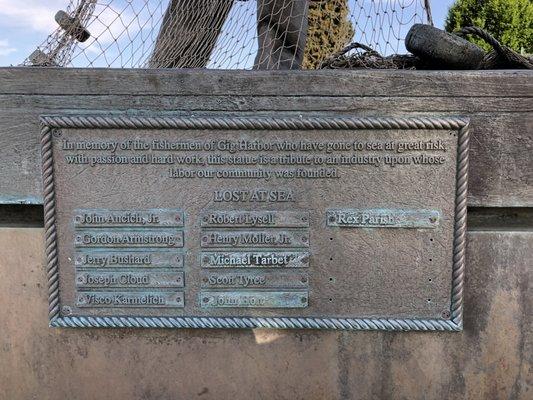 In memory of the fishermen of Gig Harbor who have gone to sea at great risk,
with passion and hard work, this statue is a tribute to an industry upon whose
labor our community was founded.
LOST AT SEA
John Ancich, Jr.
Gordon Armstrong
Jerry Bushard
Joseph Cloud
Visco Karmelich
Robert Lysell
Henry Moller Jr.
Michael Tarbet
Scott Tyree
John
Rex Parish